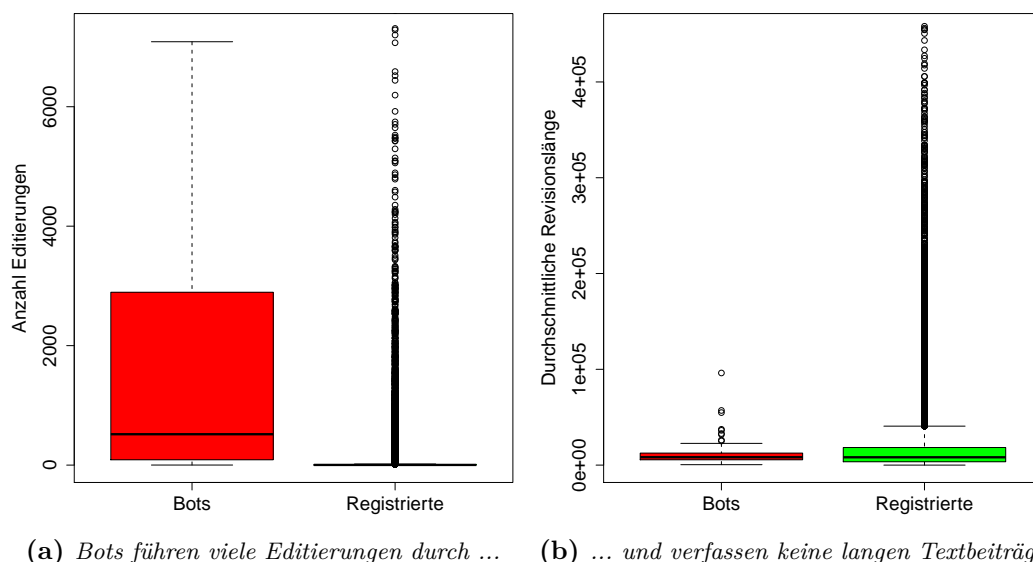 Anzahl Editierungen
6000
4000
2000
0
Bots
Registrierte
Durchschnittliche Revisionslänge
4e+05
3e+05
2e+05
1e+05
0e+00
Bots
Registrierte
(a) Bots führen viele Editierungen durch ...
(b) ... und verfassen keine langen Textbeiträg